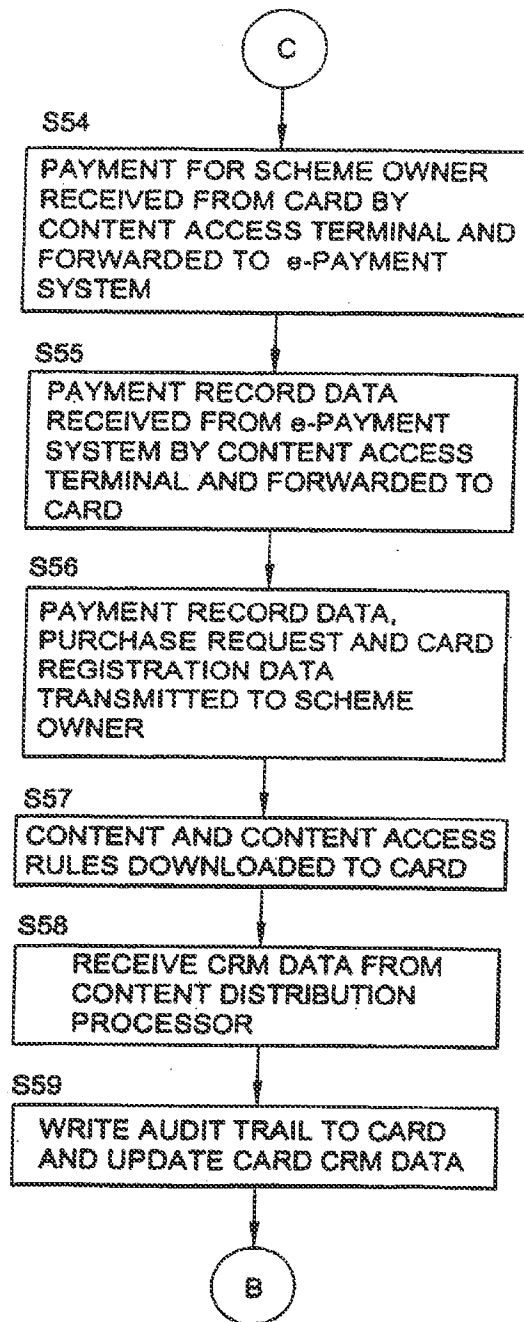 C
S54
PAYMENT FOR SCHEME OWNER
RECEIVED FROM CARD BY
CONTENT ACCESS TERMINAL AND
FORWARDED TO e-PAYMENT
SYSTEM
S55
PAYMENT RECORD DATA
RECEIVED FROM e-PAYMENT
SYSTEM BY CONTENT ACCESS
TERMINAL AND FORWARDED TO
CARD
S56
PAYMENT RECORD DATA,
PURCHASE REQUEST AND CARD
REGISTRATION DATA
TRANSMITTED TO SCHEME
OWNER
S57
CONTENT AND CONTENT ACCESS
RULES DOWNLOADED TO CARD
S58
RECEIVE CRM DATA FROM
CONTENT DISTRIBUTION
PROCESSOR
S59
WRITE AUDIT TRAIL TO CARD
AND UPDATE CARD CRM DATA
B